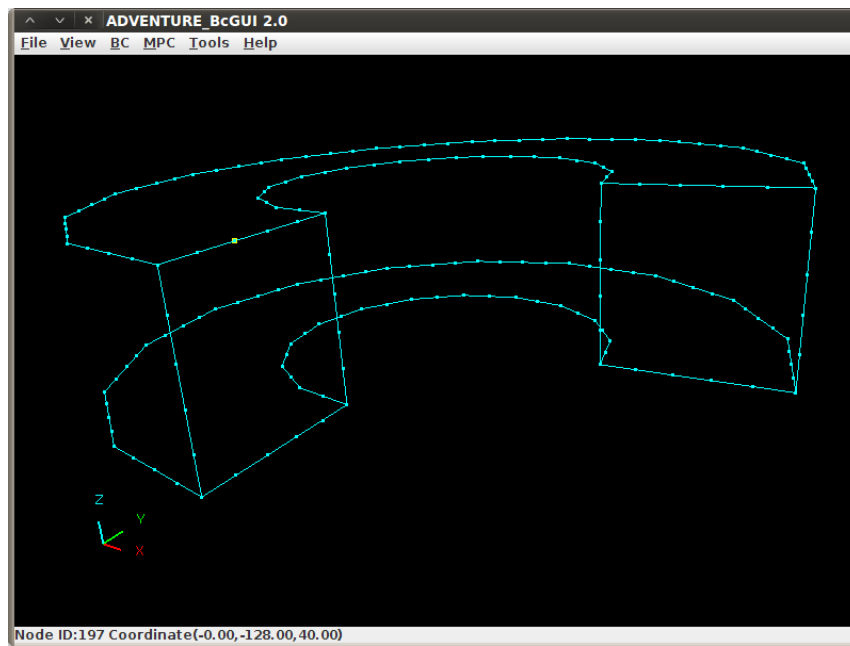 ADVENTURE_BcGUI 2.0
File View BC MPC Tools Help
Z
Y
X
Node ID:197 Coordinate(-0.00,-128.00,40.00)